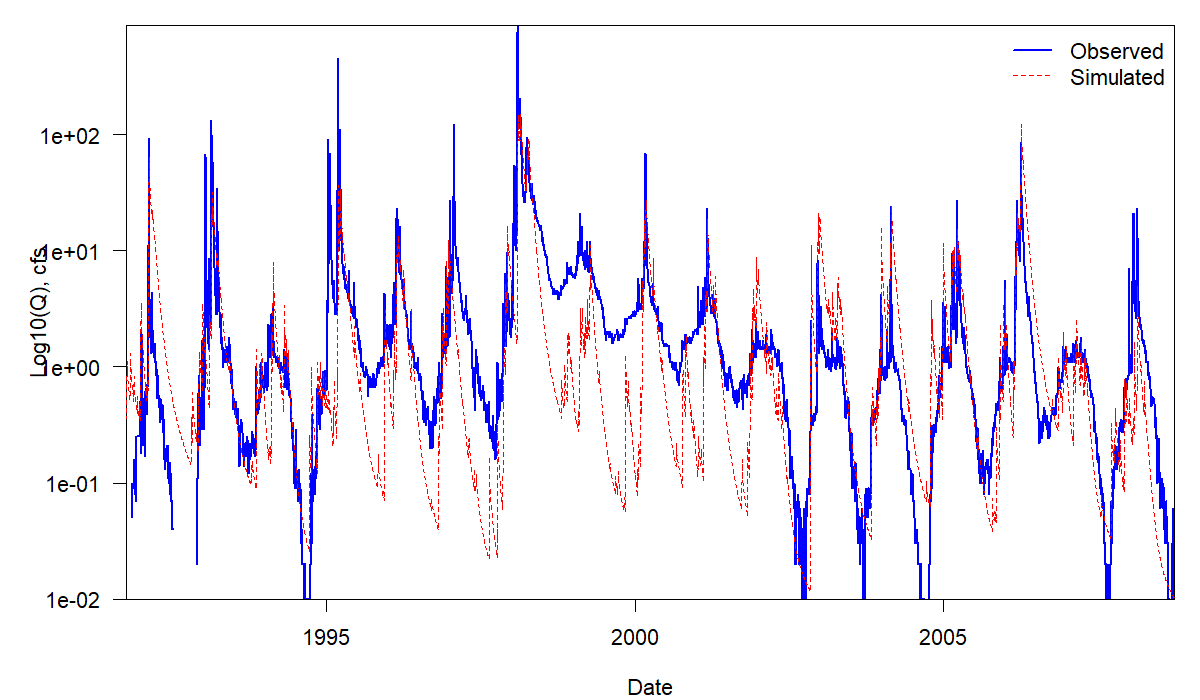 Observed
Simulated
1e+02
1e+01
Log10(Q), cfs
1e+00
1e-01
1e-02
1995
2000
2005
Date